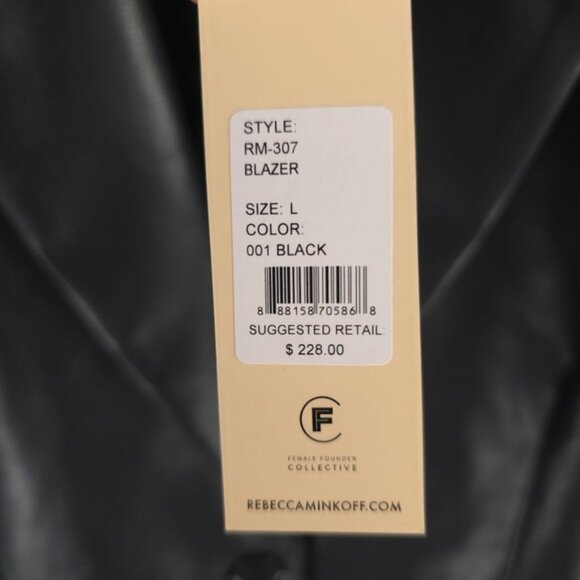 STYLE:
RM-307
BLAZER
SIZE: L
COLOR:
001 BLACK
8 88158 70586 8
SUGGESTED RETAIL:
$ 228.00
F
FEMALE FOUNDER
COLLECTIVE
REBECCAMINKOFF.COM